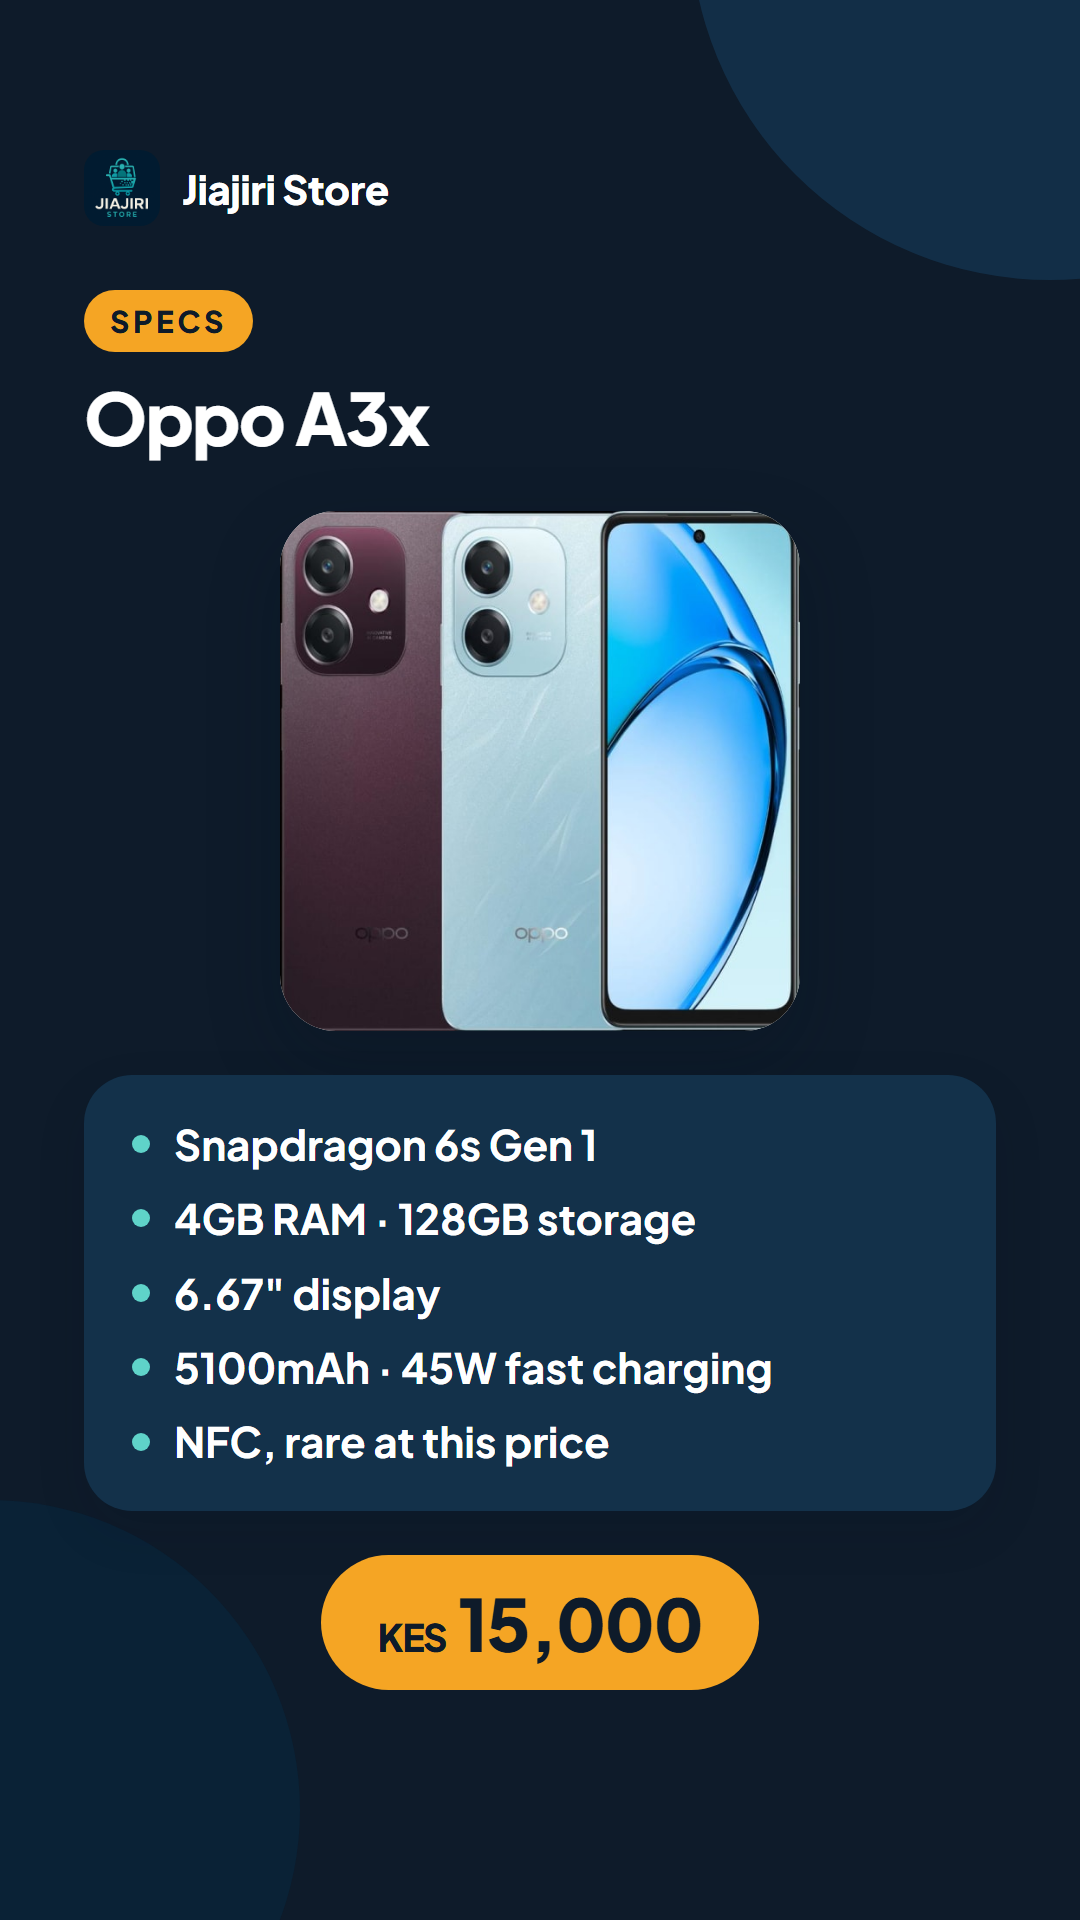 JIAJIRI
STORE
Jiajiri Store
SPECS
Oppo A3x
oppo
oppo
Snapdragon 6s Gen 1
4GB RAM · 128GB storage
6.67" display
5100mAh · 45W fast charging
NFC, rare at this price
KES 15,000